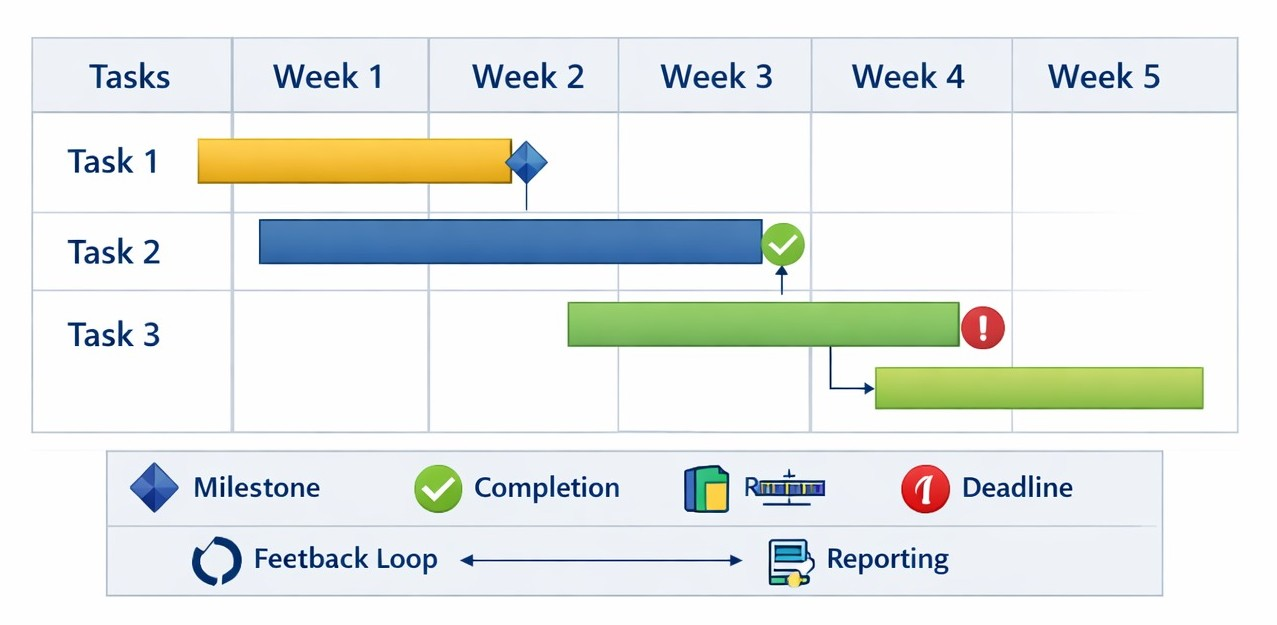 Tasks Week 1 Week 2 Week 3 Week 4 Week 5
Task 1
Task 2
Task 3
Milestone Completion Deadline
Feetback Loop Reporting